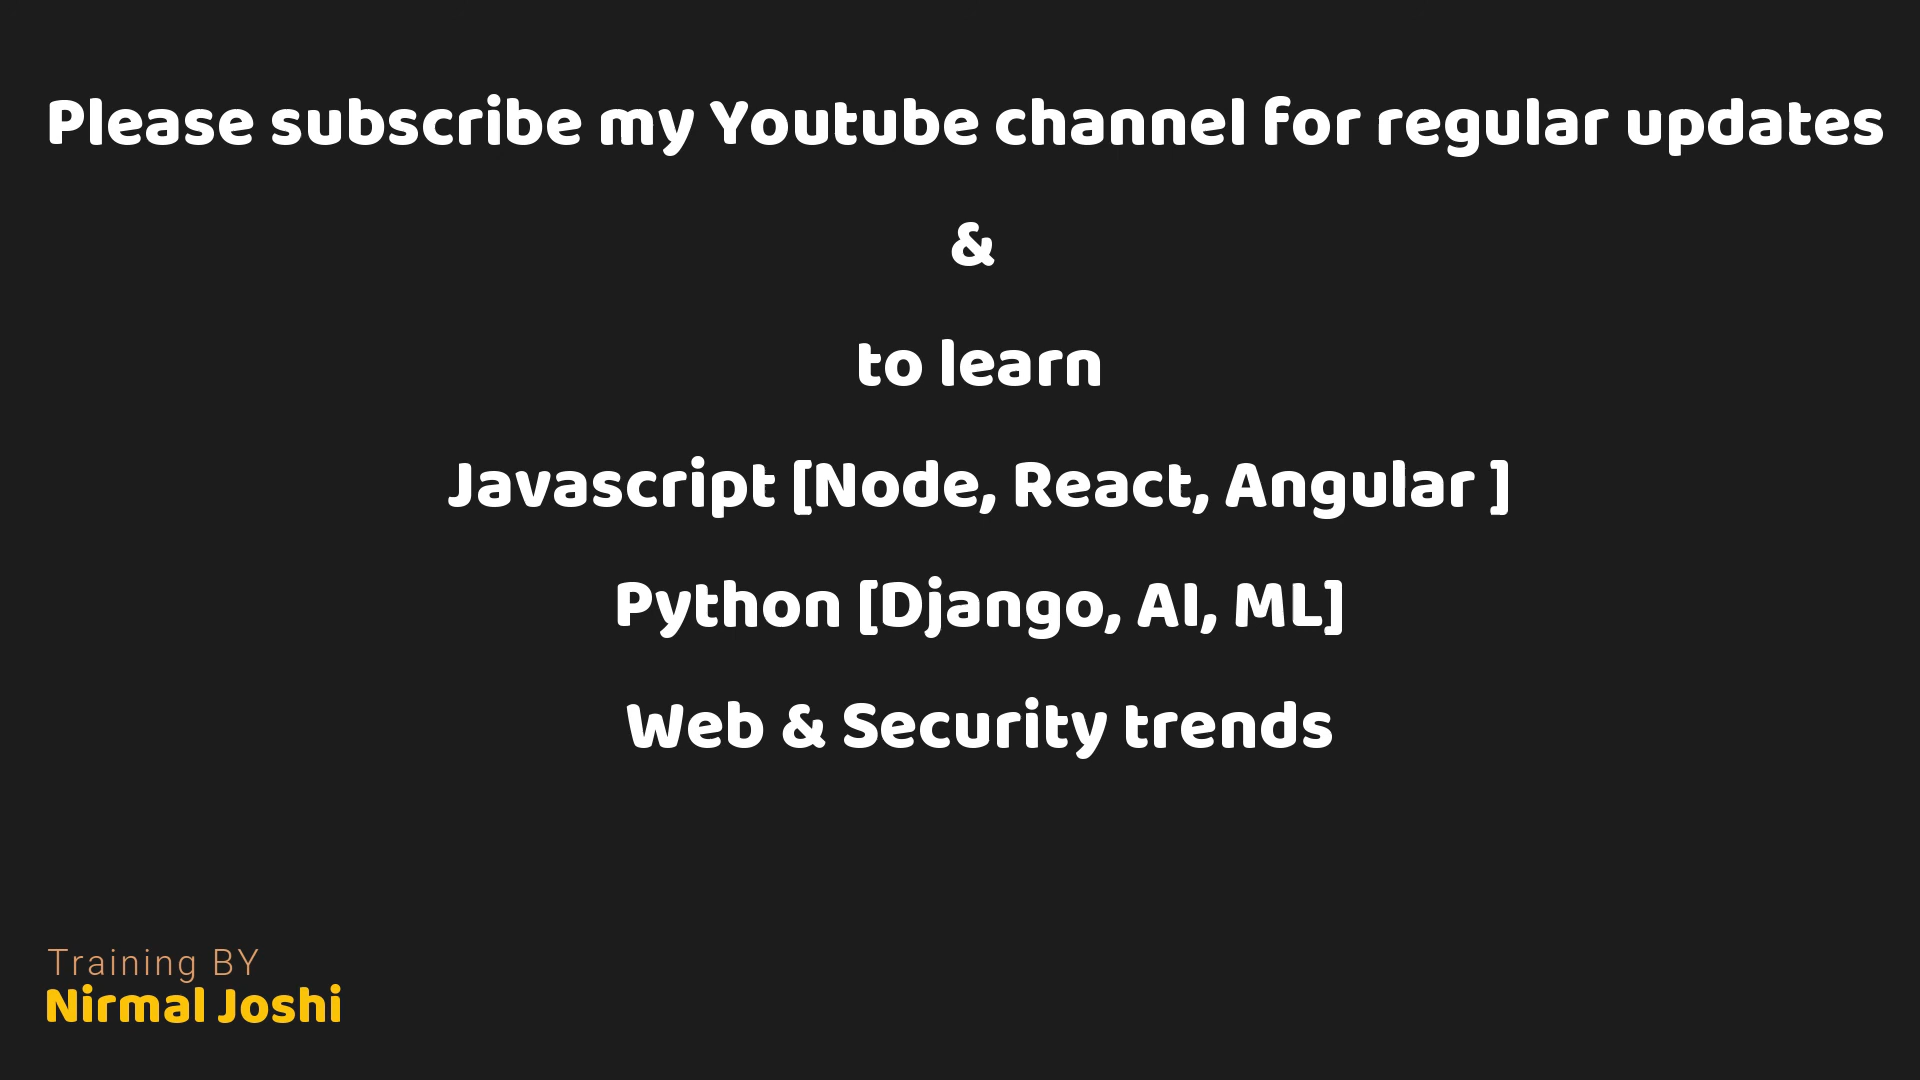 Please subscribe my Youtube channel for regular updates
&
to learn
Javascript [Node, React, Angular ]
Python [Django, AI, ML]
Web & Security trends
Training BY
Nirmal Joshi